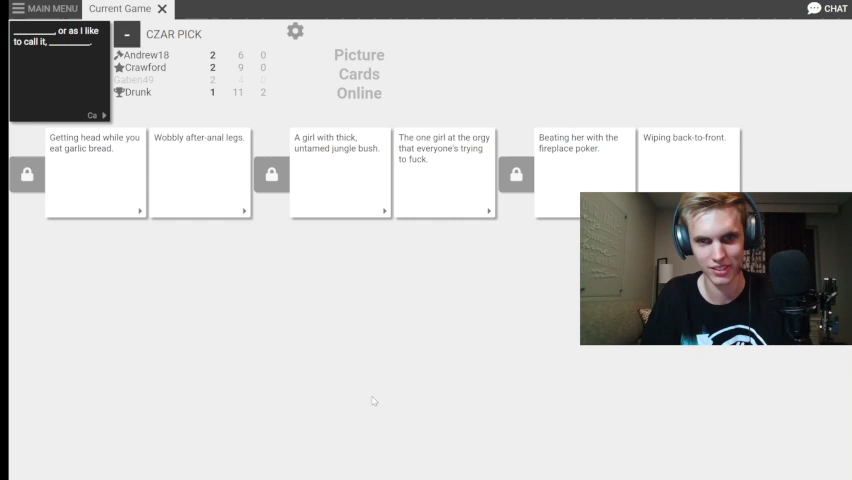 MAIN MENU
Current Game
CHAT
_________, or as I like
to call it, _________.
Ca
-
CZAR PICK
Andrew18 2 6 0
Crawford 2 9 0
Gaben49 2 4 0
Drunk 1 11 2
Picture
Cards
Online
Getting head while you
eat garlic bread.
Wobbly after-anal legs.
A girl with thick,
untamed jungle bush.
The one girl at the orgy
that everyone's trying
to fuck.
Beating her with the
fireplace poker.
Wiping back-to-front.